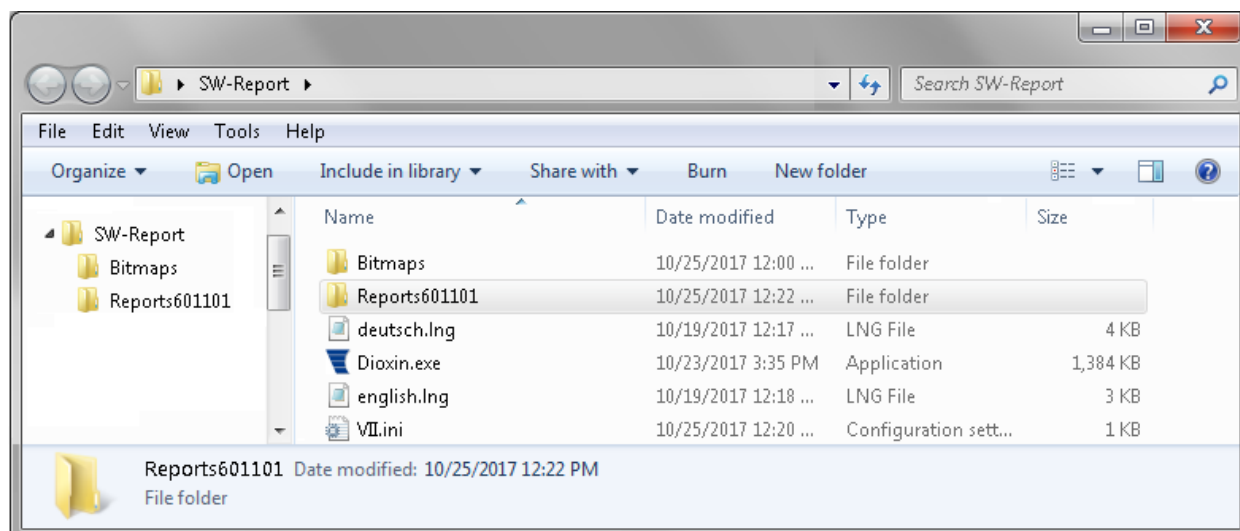 SW-Report
Search SW-Report
File Edit View Tools Help
Organize Open Include in library Share with Burn New folder
SW-Report
Bitmaps
Reports601101
Name Date modified Type Size
Bitmaps 10/25/2017 12:00 ... File folder
Reports601101 10/25/2017 12:22 ... File folder
deutsch.lng 10/19/2017 12:17 ... LNG File 4 KB
Dioxin.exe 10/23/2017 3:35 PM Application 1,384 KB
english.lng 10/19/2017 12:18 ... LNG File 3 KB
VII.ini 10/25/2017 12:20 ... Configuration sett... 1 KB
Reports601101 Date modified: 10/25/2017 12:22 PM
File folder